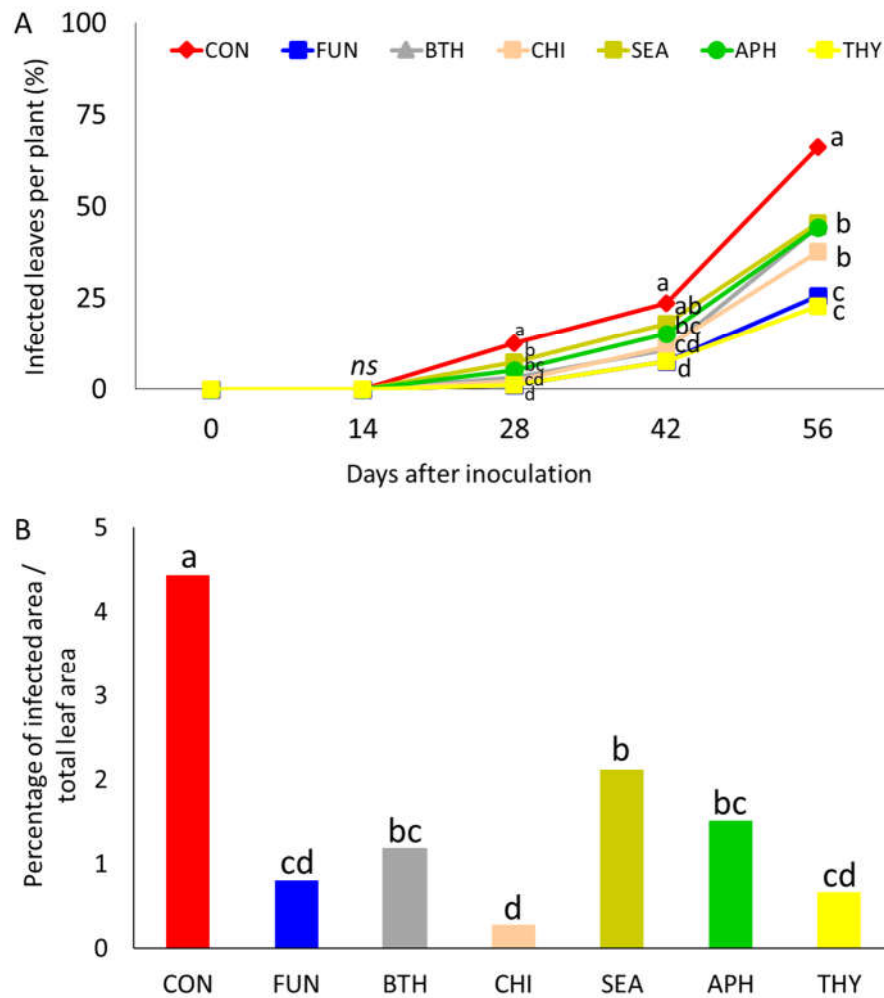 A
100
CON FUN BTH CHI SEA APH THY
75
50
25
0
Infected leaves per plant (%)
ns
a
b
bc
cd
d
a
ab
bc
cd
d
a
b
b
c
c
0 14 28 42 56
Days after inoculation
B
5
4
3
2
1
0
Percentage of infected area /
total leaf area
a
cd
bc
d
b
bc
cd
CON FUN BTH CHI SEA APH THY